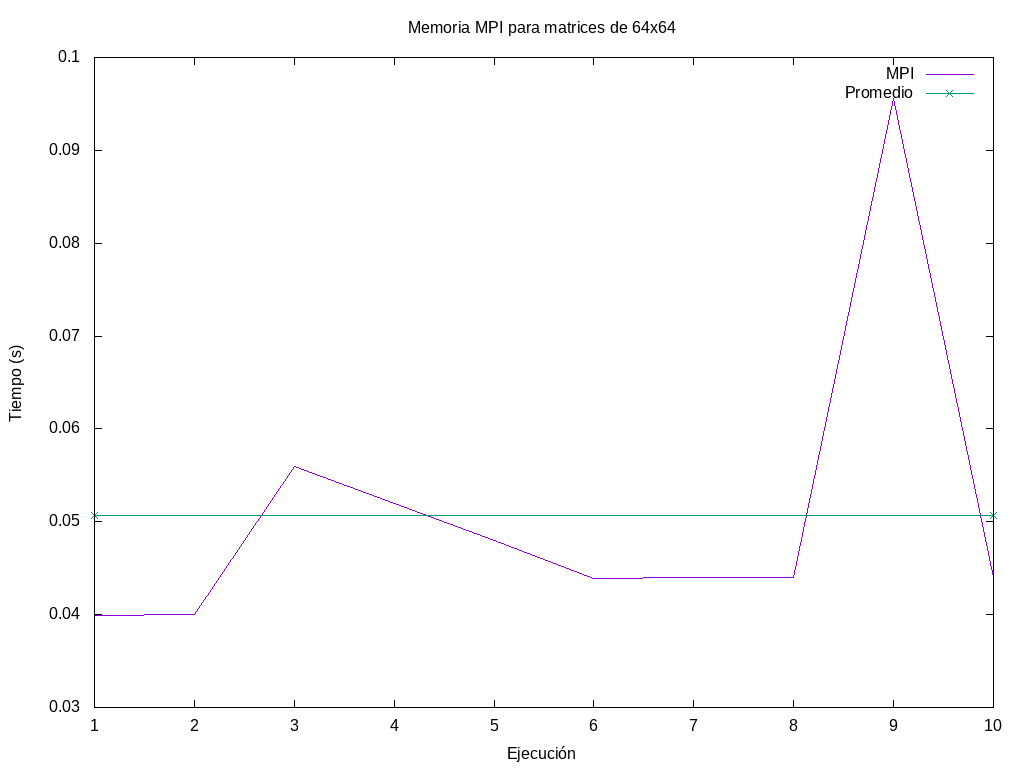 Memoria MPI para matrices de 64x64
MPI
Promedio
0.1
0.09
0.08
0.07
0.06
0.05
0.04
0.03
Tiempo (s)
1 2 3 4 5 6 7 8 9 10
Ejecución